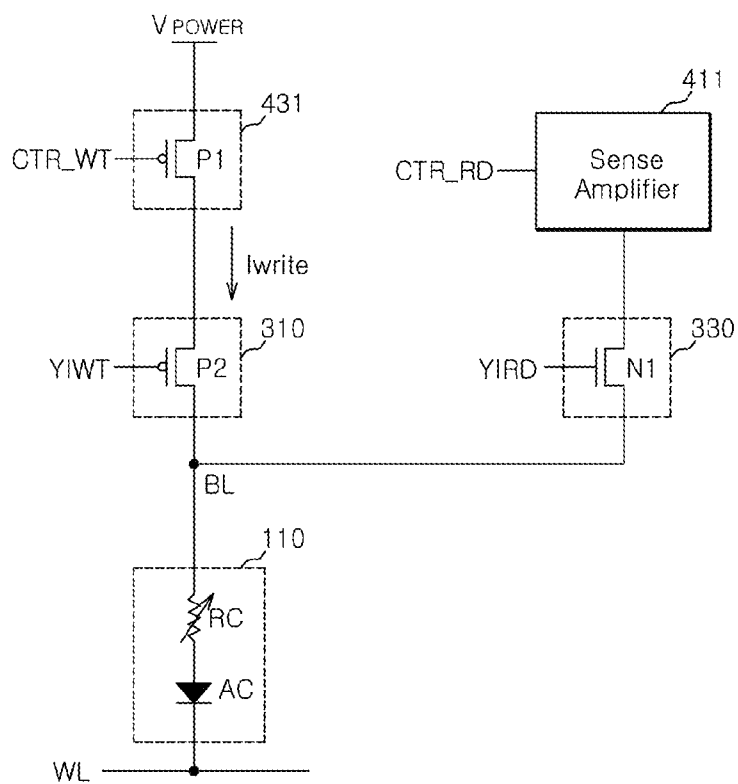 VPOWER
431
411
CTR_WT
P1
CTR_RD
Sense
Amplifier
Iwrite
310
330
YIWT
P2
YIRD
N1
BL
110
RC
AC
WL